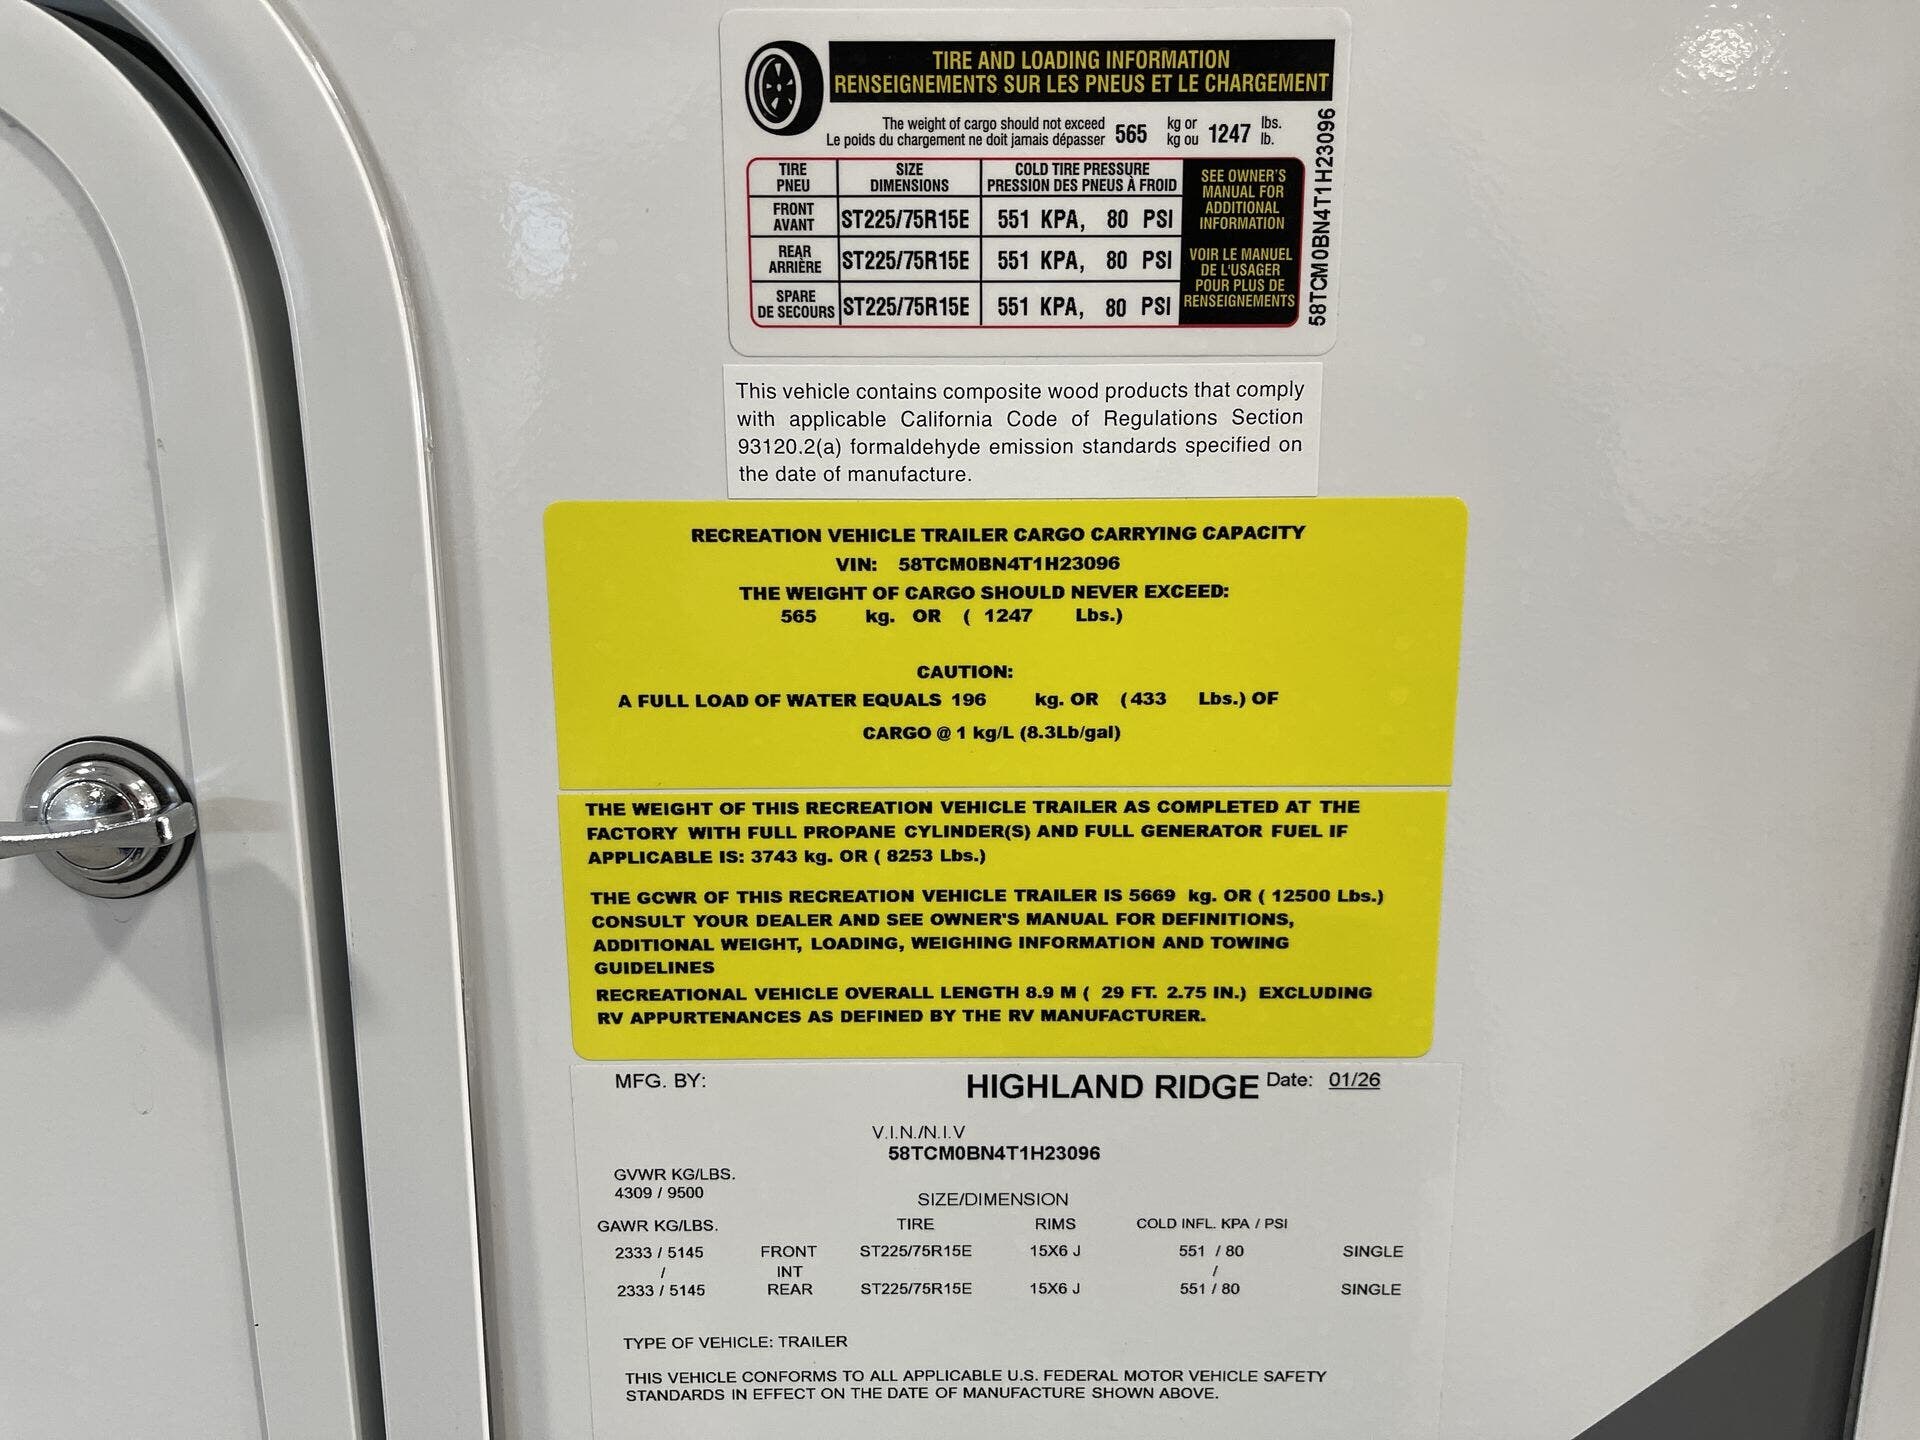 TIRE AND LOADING INFORMATION
RENSEIGNEMENTS SUR LES PNEUS ET LE CHARGEMENT
The weight of cargo should not exceed 565 kg or 1247 lbs.
Le poids du chargement ne doit jamais dépasser kg ou lb.
TIRE SIZE COLD TIRE PRESSURE
PNEU DIMENSIONS PRESSION DES PNEUS À FROID
FRONT
AVANT ST225/75R15E 551 KPA, 80 PSI
REAR
ARRIÈRE ST225/75R15E 551 KPA, 80 PSI
SPARE
DE SECOURS ST225/75R15E 551 KPA, 80 PSI
SEE OWNER'S
MANUAL FOR
ADDITIONAL
INFORMATION
VOIR LE MANUEL
DE L'USAGER
POUR PLUS DE
RENSEIGNEMENTS
58TCM0BN4T1H23096
This vehicle contains composite wood products that comply
with applicable California Code of Regulations Section
93120.2(a) formaldehyde emission standards specified on
the date of manufacture.
RECREATION VEHICLE TRAILER CARGO CARRYING CAPACITY
VIN: 58TCM0BN4T1H23096
THE WEIGHT OF CARGO SHOULD NEVER EXCEED:
565 kg. OR ( 1247 Lbs.)
CAUTION:
A FULL LOAD OF WATER EQUALS 196 kg. OR (433 Lbs.) OF
CARGO @ 1 kg/L (8.3Lb/gal)
THE WEIGHT OF THIS RECREATION VEHICLE TRAILER AS COMPLETED AT THE
FACTORY WITH FULL PROPANE CYLINDER(S) AND FULL GENERATOR FUEL IF
APPLICABLE IS: 3743 kg. OR ( 8253 Lbs.)
THE GCWR OF THIS RECREATION VEHICLE TRAILER IS 5669 kg. OR ( 12500 Lbs.)
CONSULT YOUR DEALER AND SEE OWNER'S MANUAL FOR DEFINITIONS,
ADDITIONAL WEIGHT, LOADING, WEIGHING INFORMATION AND TOWING
GUIDELINES
RECREATIONAL VEHICLE OVERALL LENGTH 8.9 M ( 29 FT. 2.75 IN.) EXCLUDING
RV APPURTENANCES AS DEFINED BY THE RV MANUFACTURER.
MFG. BY: HIGHLAND RIDGE Date: 01/26
V.I.N./N.I.V
58TCM0BN4T1H23096
GVWR KG/LBS.
4309 / 9500
SIZE/DIMENSION
GAWR KG/LBS. TIRE RIMS COLD INFL. KPA / PSI
2333 / 5145 FRONT ST225/75R15E 15X6 J 551 / 80 SINGLE
/ INT /
2333 / 5145 REAR ST225/75R15E 15X6 J 551 / 80 SINGLE
TYPE OF VEHICLE: TRAILER
THIS VEHICLE CONFORMS TO ALL APPLICABLE U.S. FEDERAL MOTOR VEHICLE SAFETY
STANDARDS IN EFFECT ON THE DATE OF MANUFACTURE SHOWN ABOVE.